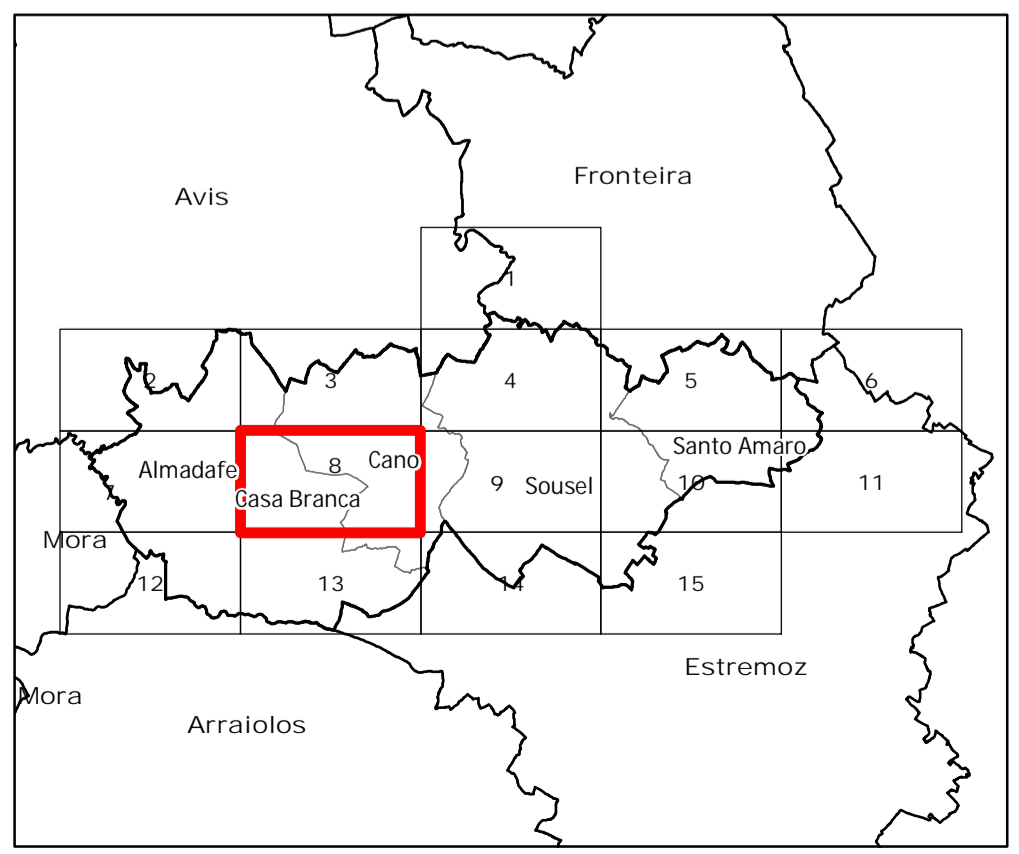 Fronteira
Avis
1
2
3
4
5
6
Santo Amaro
Cano
8
Almadafe
9
Sousel
10
11
Casa Branca
Mora
12
13
14
15
Estremoz
Mora
Arraiolos